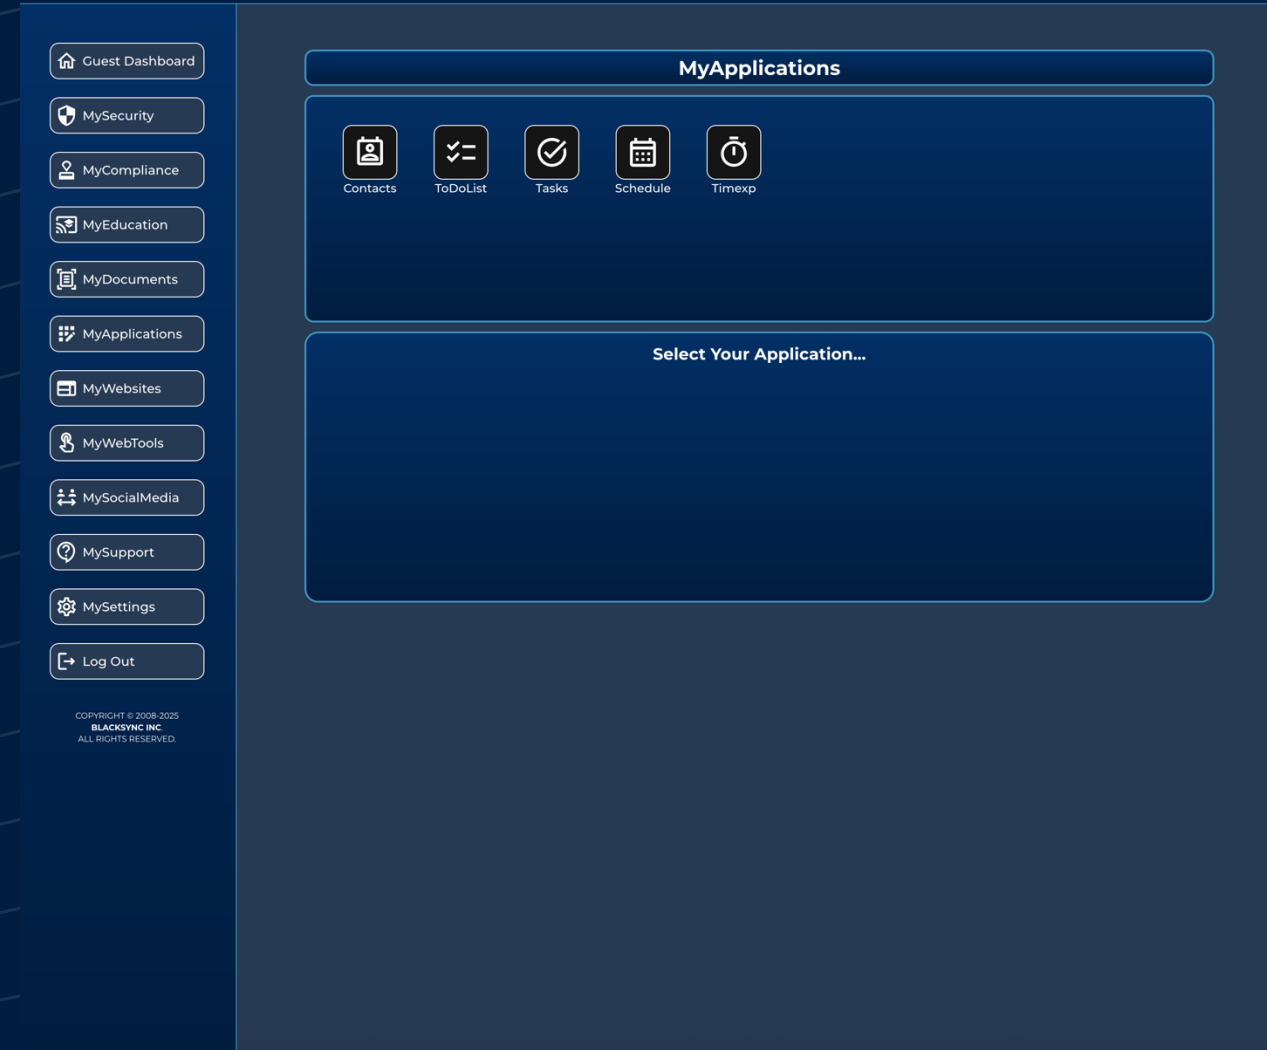 Guest Dashboard
MySecurity
MyCompliance
MyEducation
MyDocuments
MyApplications
MyWebsites
MyWebTools
MySocialMedia
MySupport
MySettings
Log Out
COPYRIGHT © 2008-2025
BLACKSYNC INC.
ALL RIGHTS RESERVED.
MyApplications
Contacts
ToDoList
Tasks
Schedule
Timexp
Select Your Application...